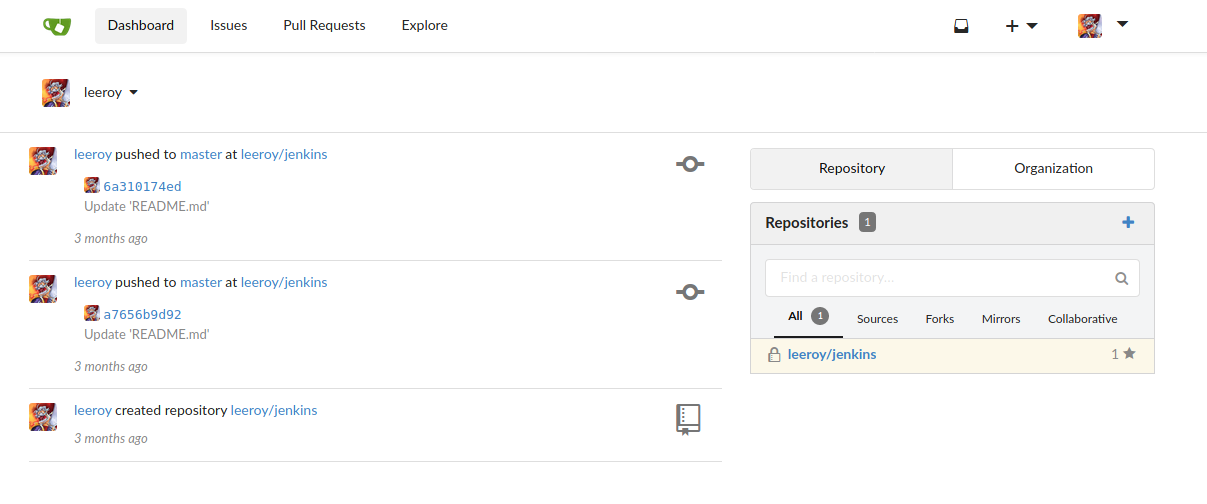 Dashboard Issues Pull Requests Explore
leeroy
leeroy pushed to master at leeroy/jenkins
6a310174ed
Update 'README.md'
3 months ago
leeroy pushed to master at leeroy/jenkins
a7656b9d92
Update 'README.md'
3 months ago
leeroy created repository leeroy/jenkins
3 months ago
Repository Organization
Repositories 1
Find a repository...
All 1 Sources Forks Mirrors Collaborative
leeroy/jenkins 1